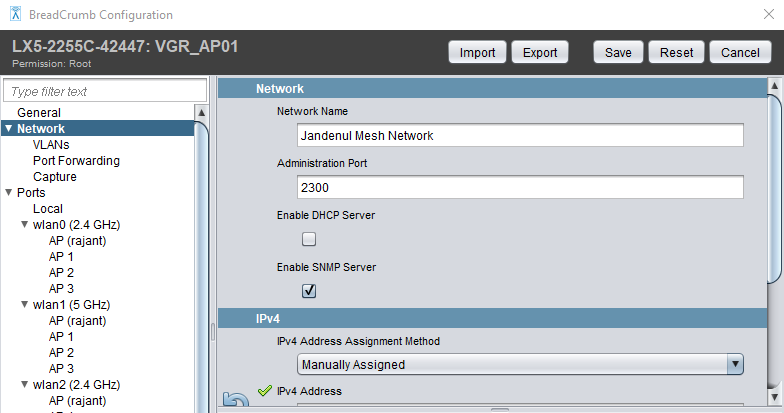 BreadCrumb Configuration
LX5-2255C-42447: VGR_AP01
Permission: Root
Import
Export
Save
Reset
Cancel
Type filter text
General
Network
VLANs
Port Forwarding
Capture
Ports
Local
wlan0 (2.4 GHz)
AP (rajant)
AP 1
AP 2
AP 3
wlan1 (5 GHz)
AP (rajant)
AP 1
AP 2
AP 3
wlan2 (2.4 GHz)
AP (rajant)
Network
Network Name
Jandenul Mesh Network
Administration Port
2300
Enable DHCP Server
Enable SNMP Server
IPv4
IPv4 Address Assignment Method
Manually Assigned
IPv4 Address